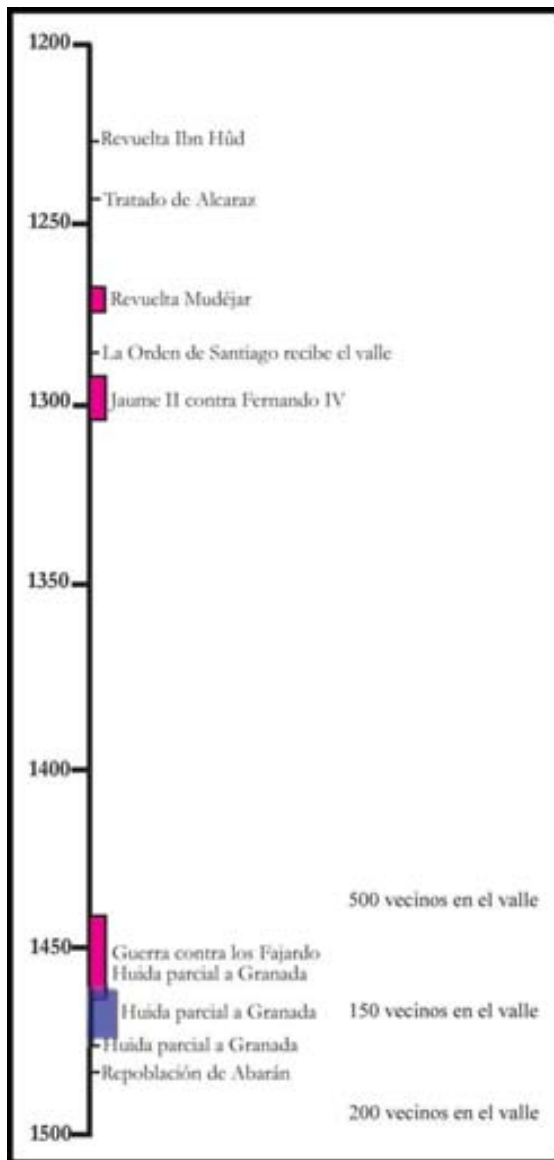 1200
Revuelta Ibn Hûd
Tratado de Alcaraz
1250
Revuelta Mudéjar
La Orden de Santiago recibe el valle
1300
Jaume II contra Fernando IV
1350
1400
500 vecinos en el valle
1450
Guerra contra los Fajardo
Huida parcial a Granada
Huida parcial a Granada
150 vecinos en el valle
Huida parcial a Granada
Repoblación de Abarán
200 vecinos en el valle
1500